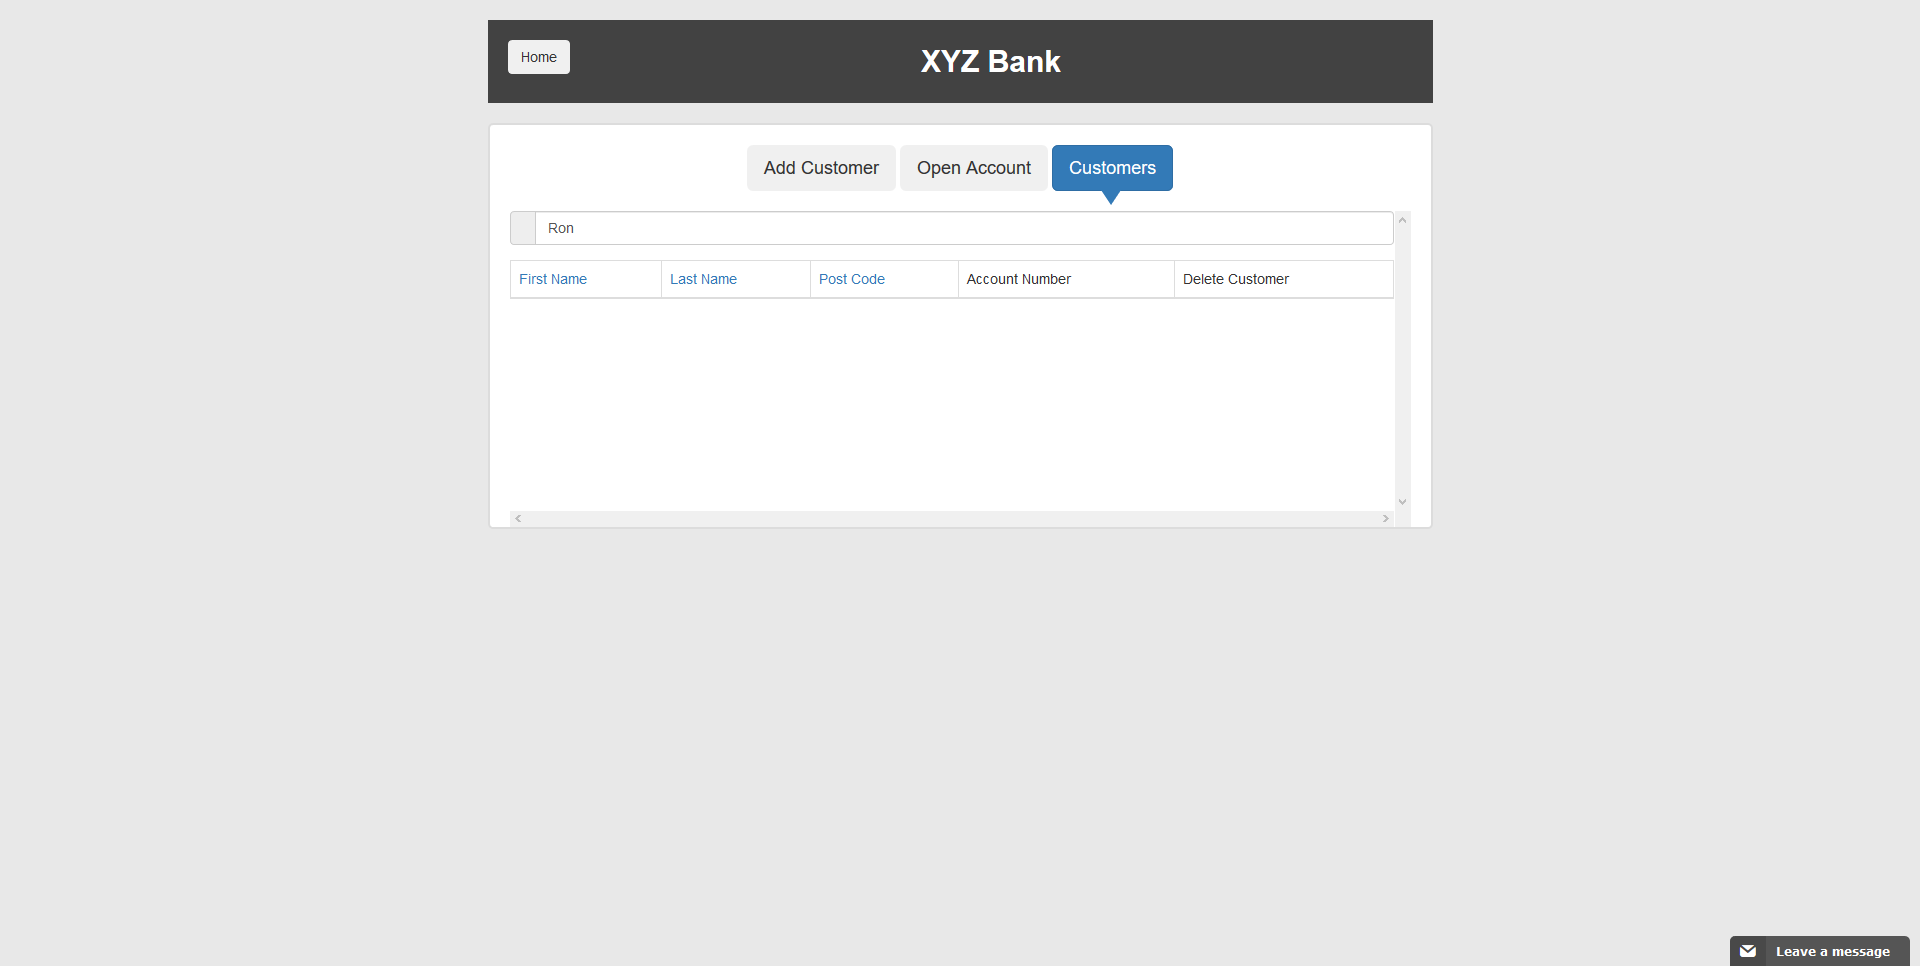 Home
XYZ Bank
Add Customer
Open Account
Customers
Ron
First Name
Last Name
Post Code
Account Number
Delete Customer
Leave a message